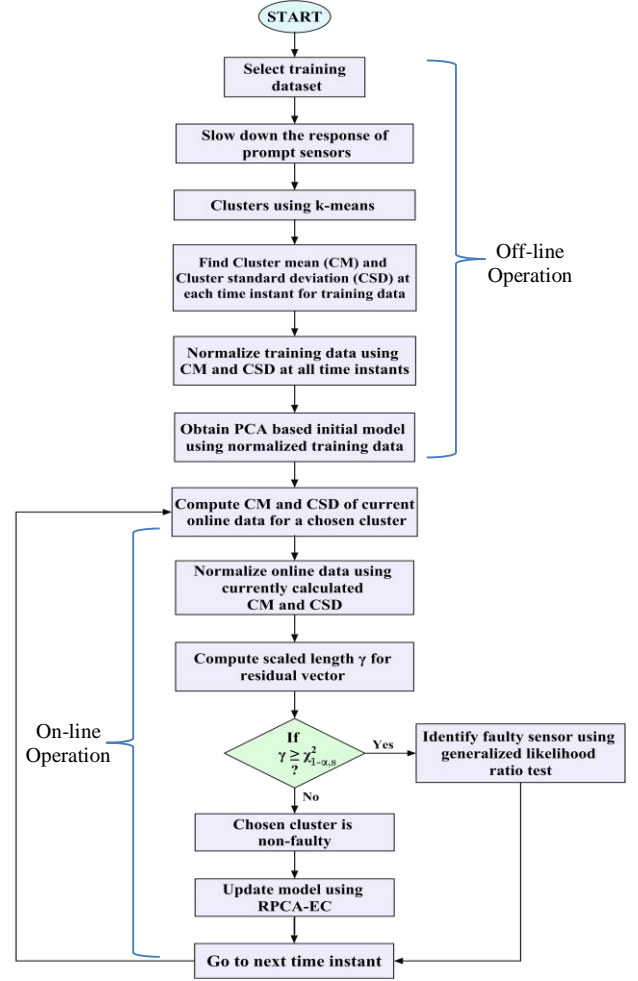 START
Select training
dataset
Slow down the response of
prompt sensors
Clusters using k-means
Find Cluster mean (CM) and
Cluster standard deviation (CSD) at
each time instant for training data
Normalize training data using
CM and CSD at all time instants
Obtain PCA based initial model
using normalized training data
Off-line
Operation
Compute CM and CSD of current
online data for a chosen cluster
Normalize online data using
currently calculated
CM and CSD
Compute scaled length γ for
residual vector
On-line
Operation
If
γ ≥ χ²₁₋α,s
?
Yes
Identify faulty sensor using
generalized likelihood
ratio test
No
Chosen cluster is
non-faulty
Update model using
RPCA-EC
Go to next time instant